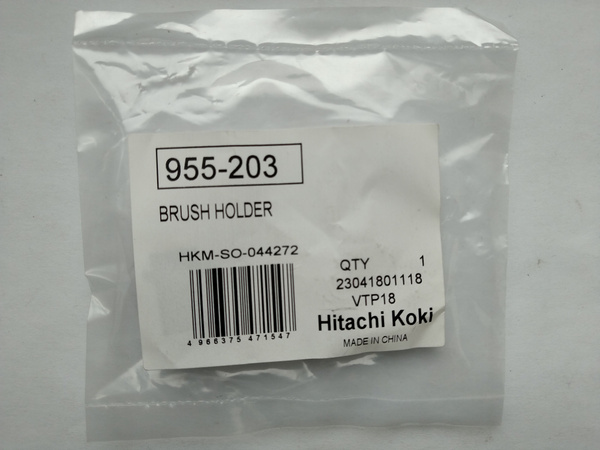 955-203
BRUSH HOLDER
HKM-SO-044272
4 966375 471547
QTY 1
23041801118
VTP18
Hitachi Koki
MADE IN CHINA